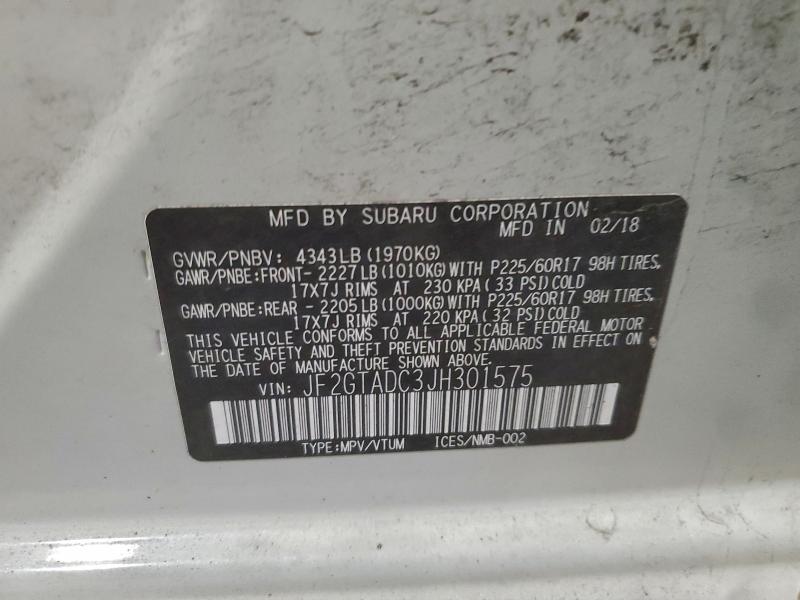 MFD BY SUBARU CORPORATION
MFD IN 02/18
GVWR/PNBV: 4343LB (1970KG)
GAWR/PNBE:FRONT- 2227LB (1010KG)WITH P225/60R17 98H TIRES.
17X7J RIMS AT 230 KPA (33 PSI)COLD
GAWR/PNBE:REAR - 2205LB (1000KG)WITH P225/60R17 98H TIRES.
17X7J RIMS AT 220 KPA (32 PSI)COLD
THIS VEHICLE CONFORMS TO ALL APPLICABLE FEDERAL MOTOR
VEHICLE SAFETY AND THEFT PREVENTION STANDARDS IN EFFECT ON
THE DATE OF MANUFACTURE SHOWN ABOVE.
VIN: JF2GTADC3JH301575
TYPE:MPV/VTUM ICES/NMB-002